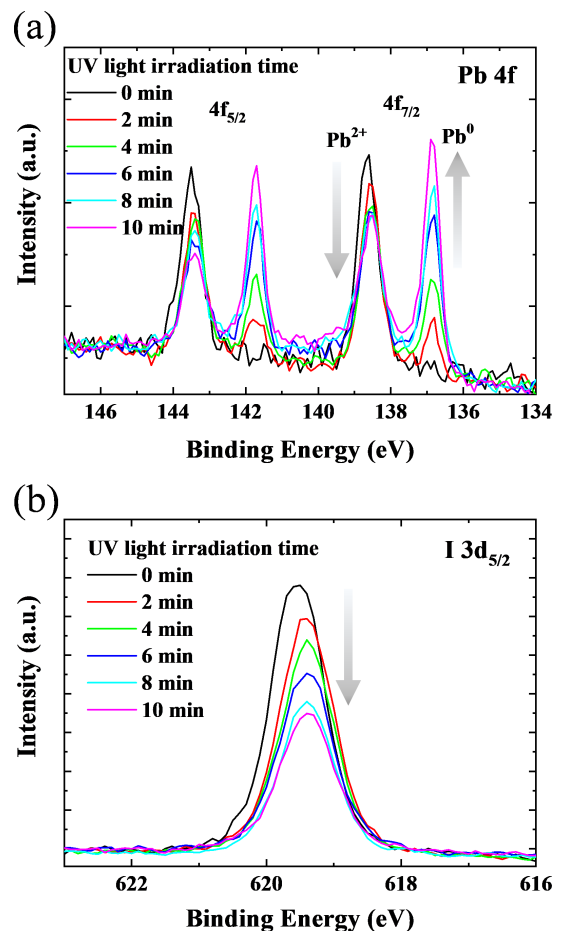 (a)
UV light irradiation time
Pb 4f
0 min
2 min
4 min
6 min
8 min
10 min
4f5/2
4f7/2
Pb2+
Pb0
Intensity (a.u.)
146 144 142 140 138 136 134
Binding Energy (eV)
(b)
UV light irradiation time
I 3d5/2
0 min
2 min
4 min
6 min
8 min
10 min
Intensity (a.u.)
622 620 618 616
Binding Energy (eV)